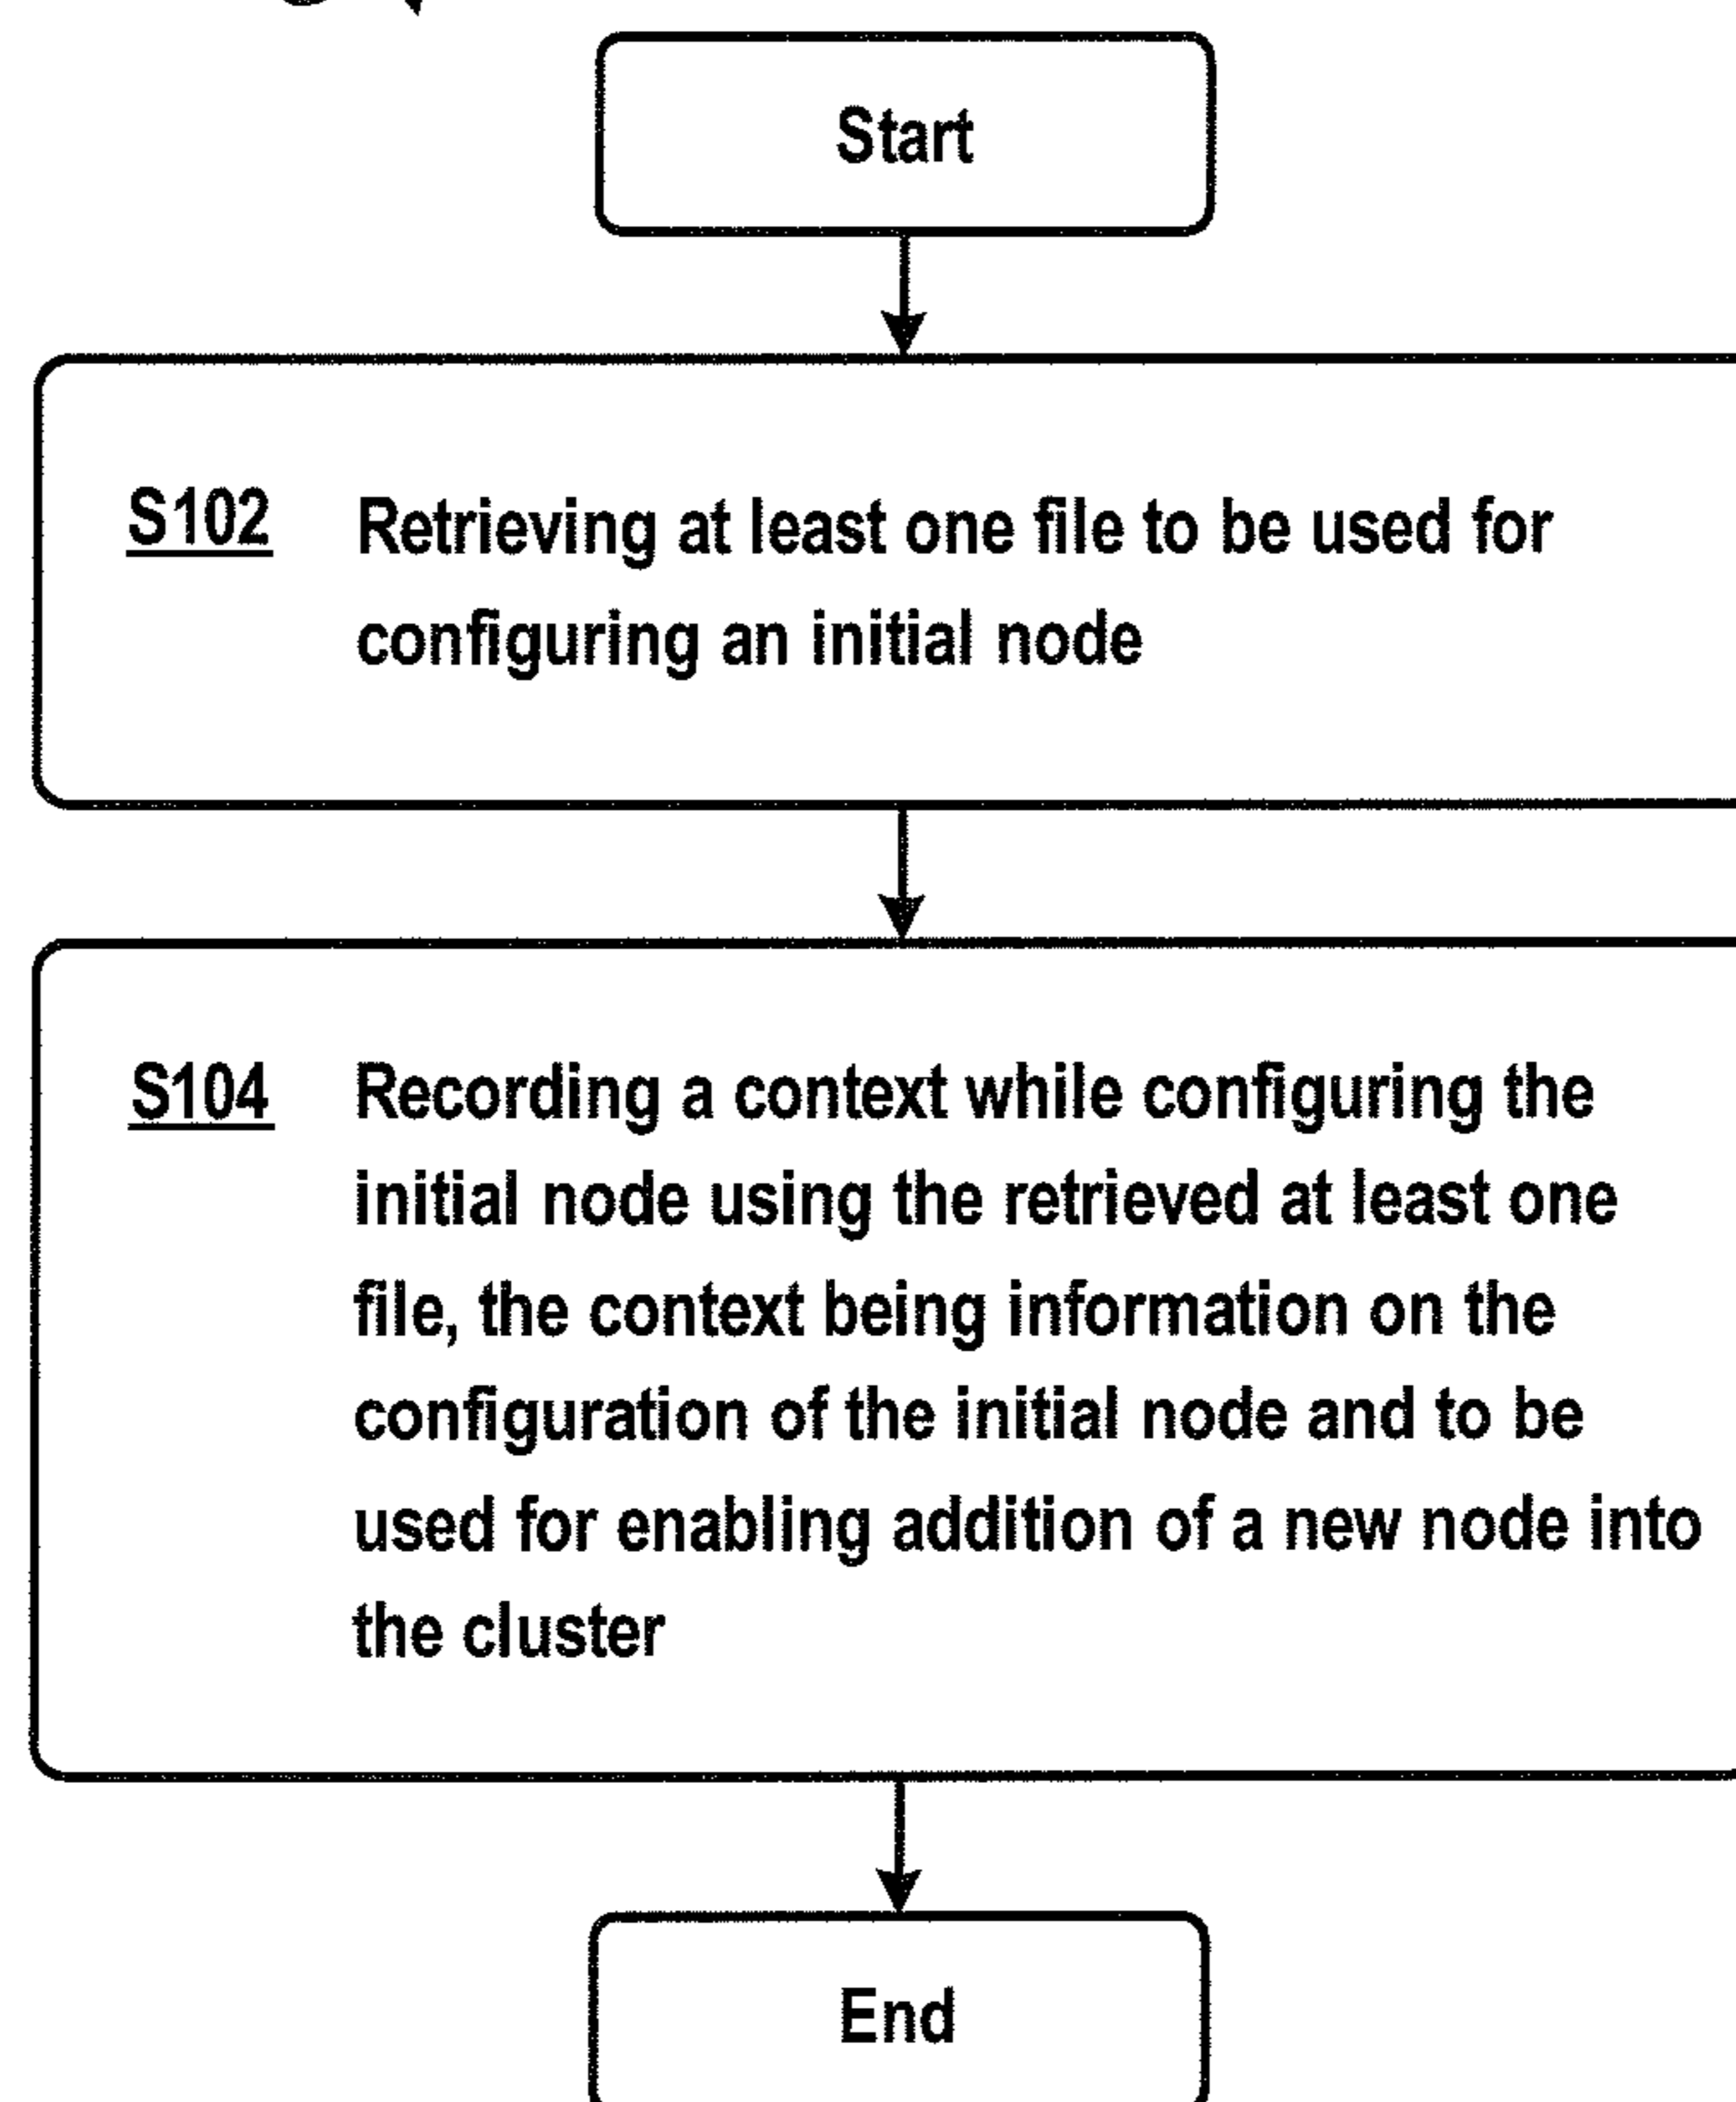 Start
S102 Retrieving at least one file to be used for
configuring an initial node
S104 Recording a context while configuring the
initial node using the retrieved at least one
file, the context being information on the
configuration of the initial node and to be
used for enabling addition of a new node into
the cluster
End